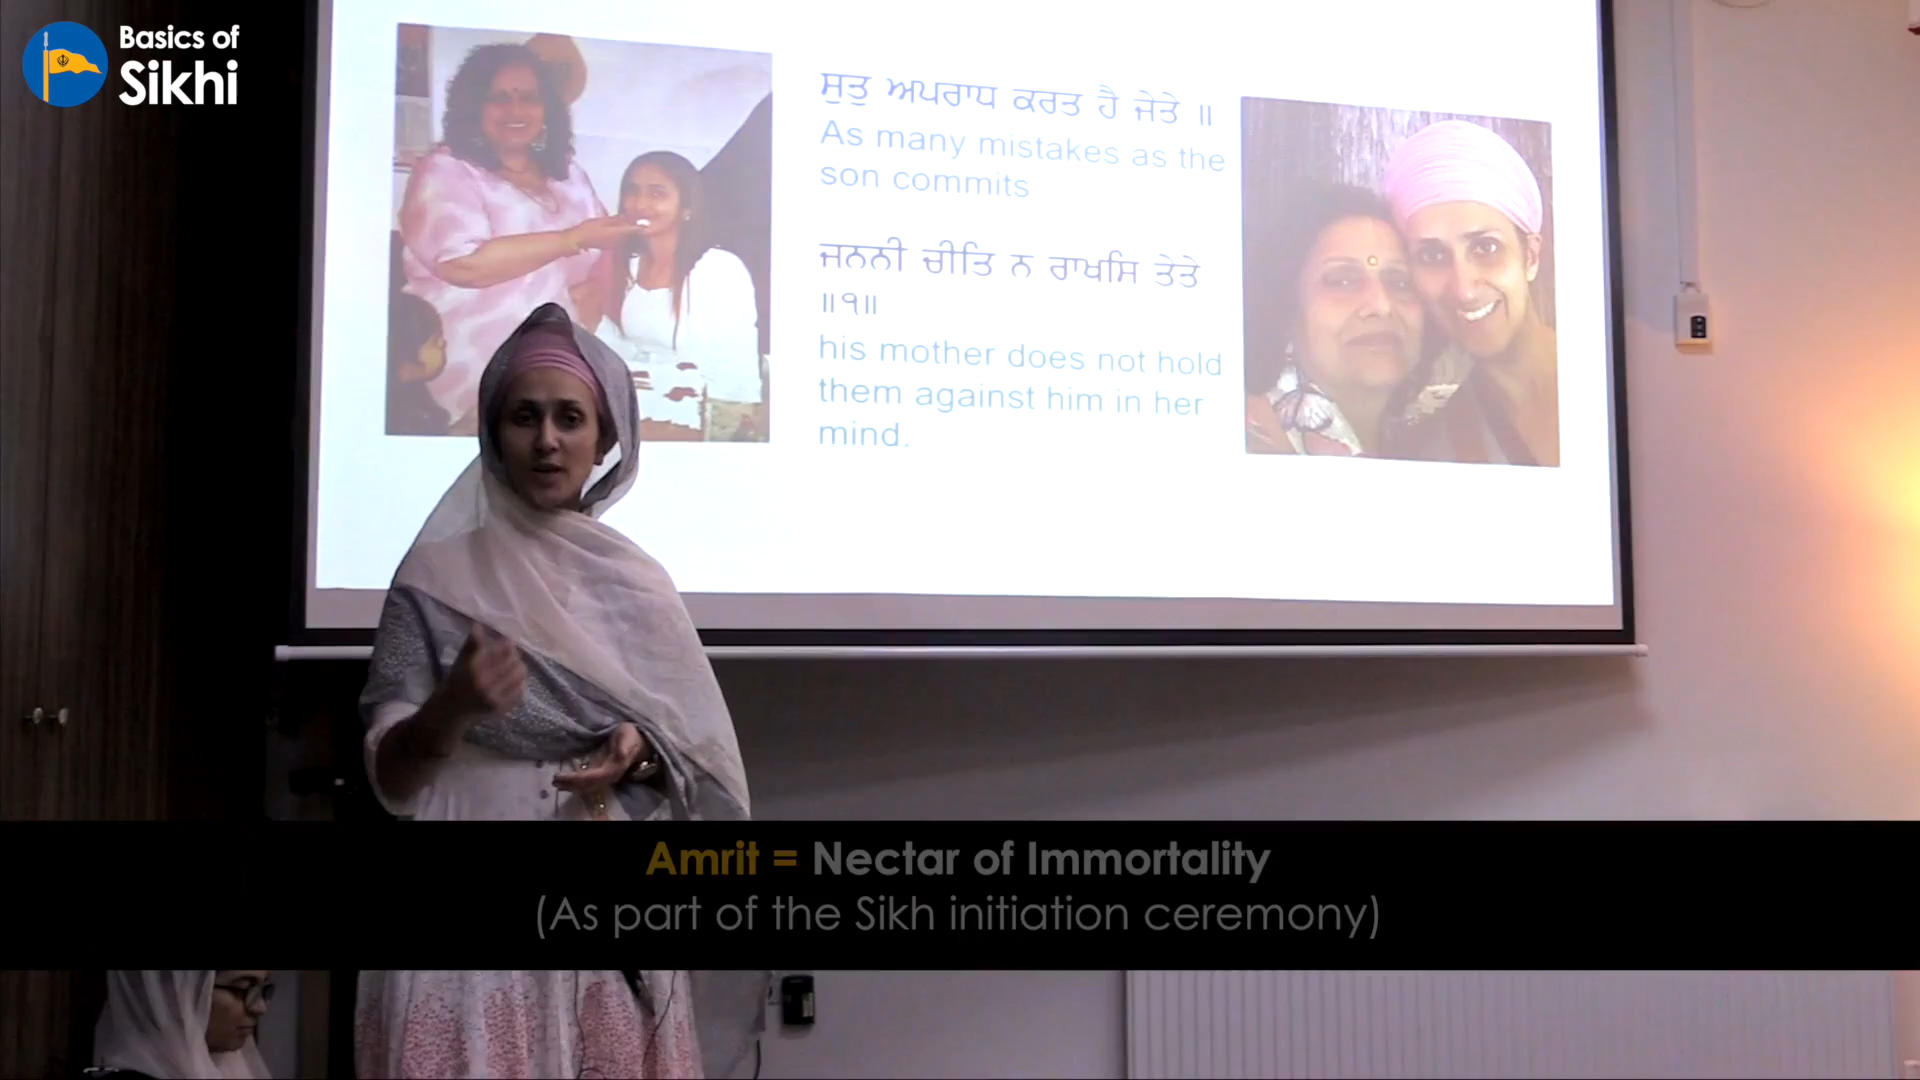 Basics of
Sikhi
ਸੁਤੁ ਅਪਰਾਧ ਕਰਤ ਹੈ ਜੇਤੇ ॥
As many mistakes as the
son commits
ਜਨਨੀ ਚੀਤਿ ਨ ਰਾਖਸਿ ਤੇਤੇ
॥੧॥
his mother does not hold
them against him in her
mind.
Amrit = Nectar of Immortality
(As part of the Sikh initiation ceremony)